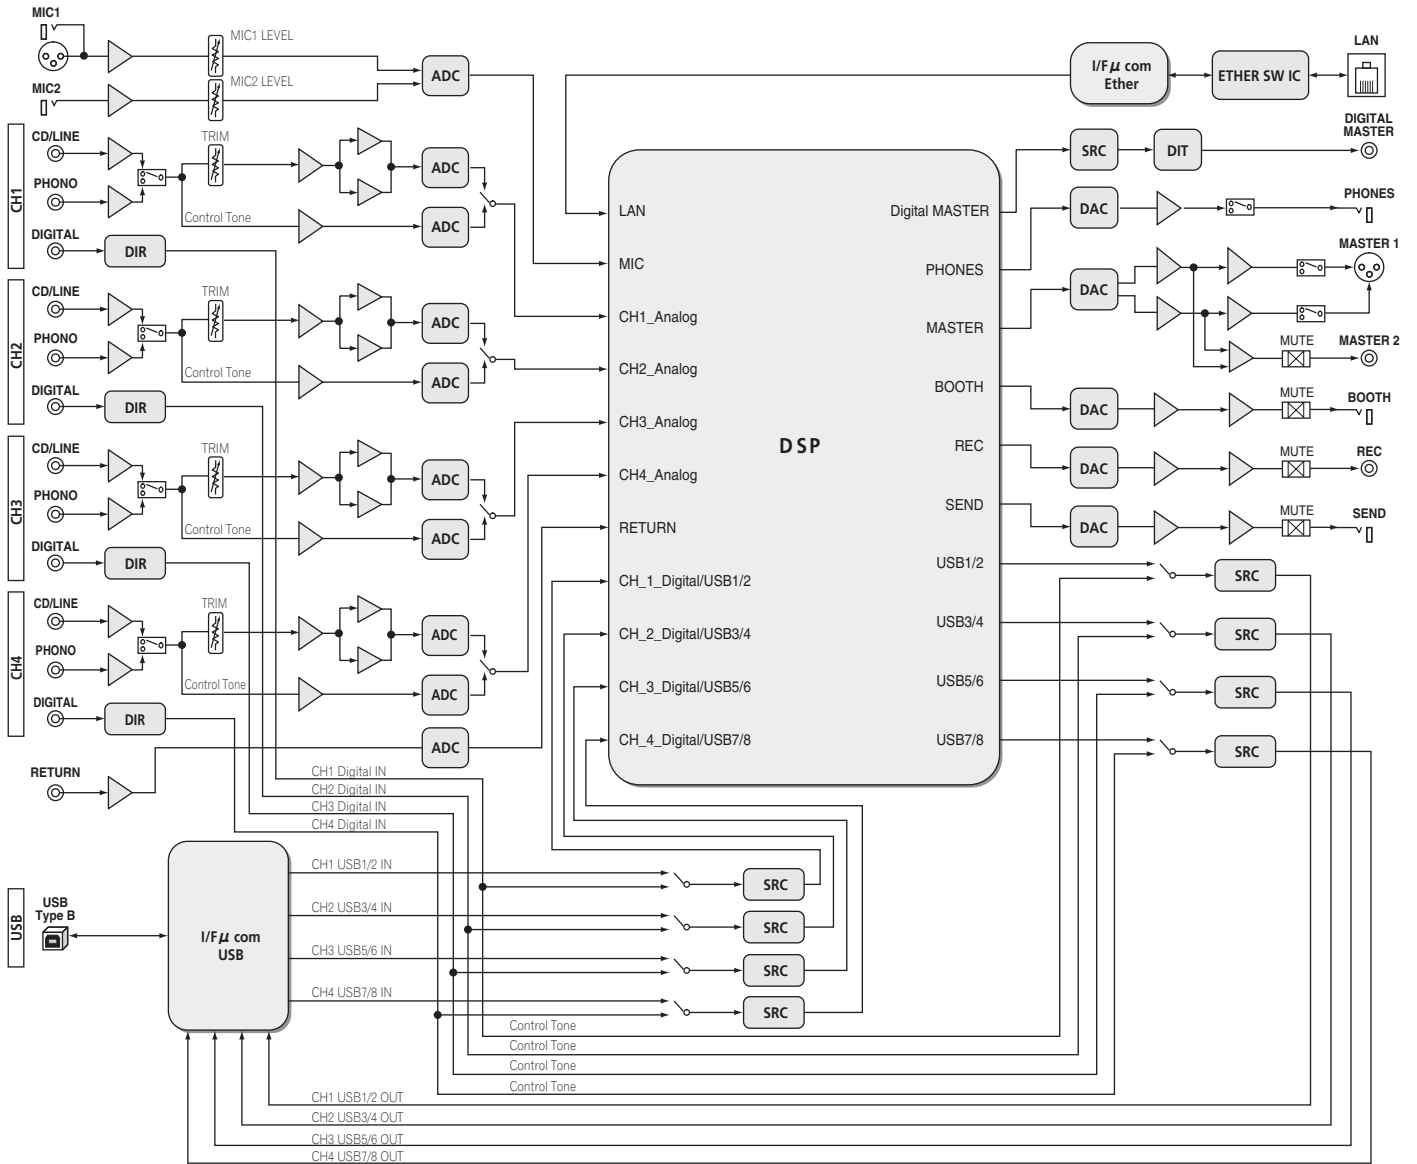 MIC1
MIC1 LEVEL
ADC
MIC2
MIC2 LEVEL
CH1
CD/LINE
TRIM
ADC
PHONO
Control Tone
ADC
DIGITAL
DIR
CH2
CD/LINE
TRIM
ADC
PHONO
Control Tone
ADC
DIGITAL
DIR
CH3
CD/LINE
TRIM
ADC
PHONO
Control Tone
ADC
DIGITAL
DIR
CH4
CD/LINE
TRIM
ADC
PHONO
Control Tone
ADC
DIGITAL
DIR
ADC
RETURN
DSP
LAN
MIC
CH1_Analog
CH2_Analog
CH3_Analog
CH4_Analog
RETURN
CH_1_Digital/USB1/2
CH_2_Digital/USB3/4
CH_3_Digital/USB5/6
CH_4_Digital/USB7/8
Digital MASTER
PHONES
MASTER
BOOTH
REC
SEND
USB1/2
USB3/4
USB5/6
USB7/8
I/F μ com
Ether
ETHER SW IC
LAN
SRC
DIT
DIGITAL
MASTER
DAC
PHONES
DAC
MASTER 1
MUTE
MASTER 2
DAC
MUTE
BOOTH
DAC
MUTE
REC
DAC
MUTE
SEND
SRC
SRC
SRC
SRC
CH1 Digital IN
CH2 Digital IN
CH3 Digital IN
CH4 Digital IN
USB
USB
Type B
I/F μ com
USB
CH1 USB1/2 IN
SRC
CH2 USB3/4 IN
SRC
CH3 USB5/6 IN
SRC
CH4 USB7/8 IN
SRC
Control Tone
Control Tone
Control Tone
Control Tone
CH1 USB1/2 OUT
CH2 USB3/4 OUT
CH3 USB5/6 OUT
CH4 USB7/8 OUT